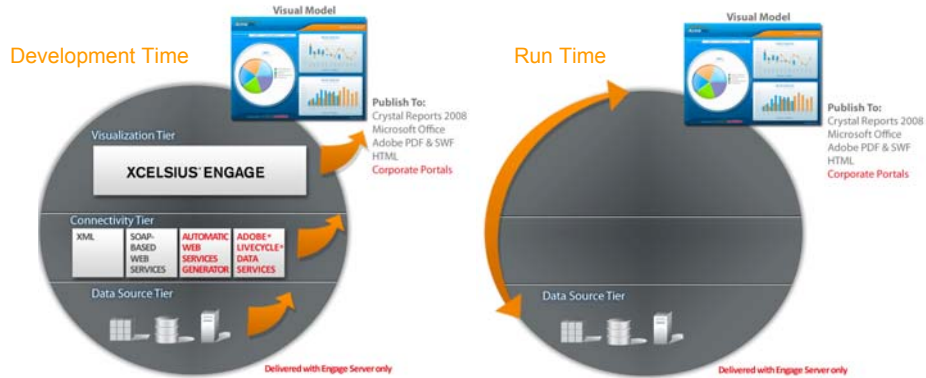 Visual Model
Development Time
Publish To:
Crystal Reports 2008
Microsoft Office
Adobe PDF & SWF
HTML
Corporate Portals
Visualization Tier
XCELSIUS® ENGAGE
Connectivity Tier
XML
SOAP-
BASED
WEB
SERVICES
AUTOMATIC
WEB
SERVICES
GENERATOR
ADOBE®
LIVECYCLE®
DATA
SERVICES
Data Source Tier
Delivered with Engage Server only
Visual Model
Run Time
Publish To:
Crystal Reports 2008
Microsoft Office
Adobe PDF & SWF
HTML
Corporate Portals
Data Source Tier
Delivered with Engage Server only